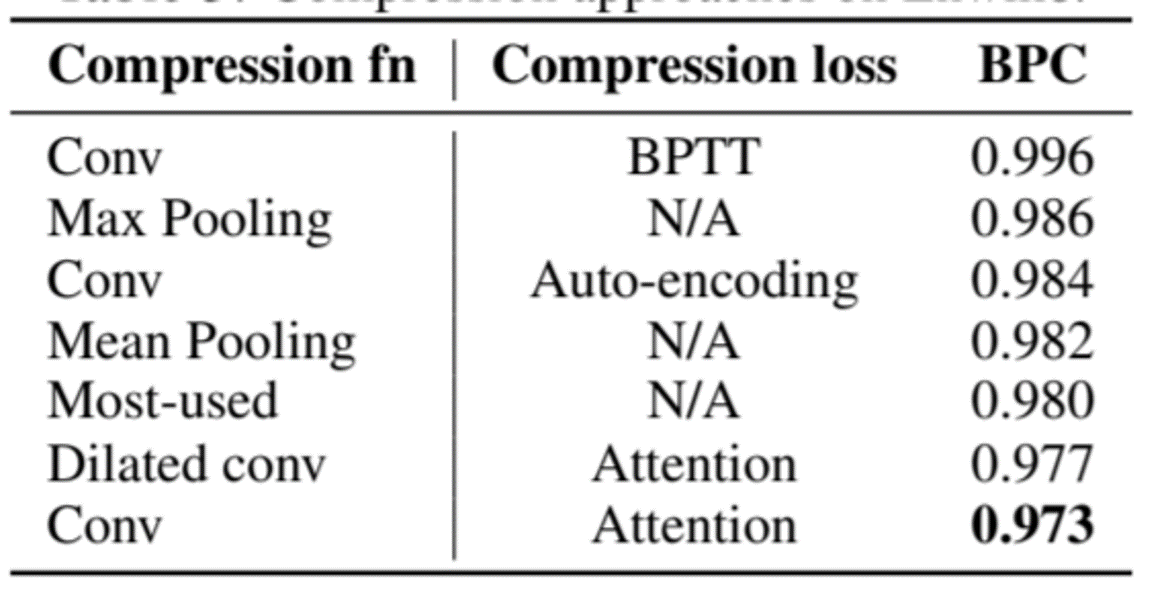 Compression fn Compression loss BPC
Conv BPTT 0.996
Max Pooling N/A 0.986
Conv Auto-encoding 0.984
Mean Pooling N/A 0.982
Most-used N/A 0.980
Dilated conv Attention 0.977
Conv Attention 0.973